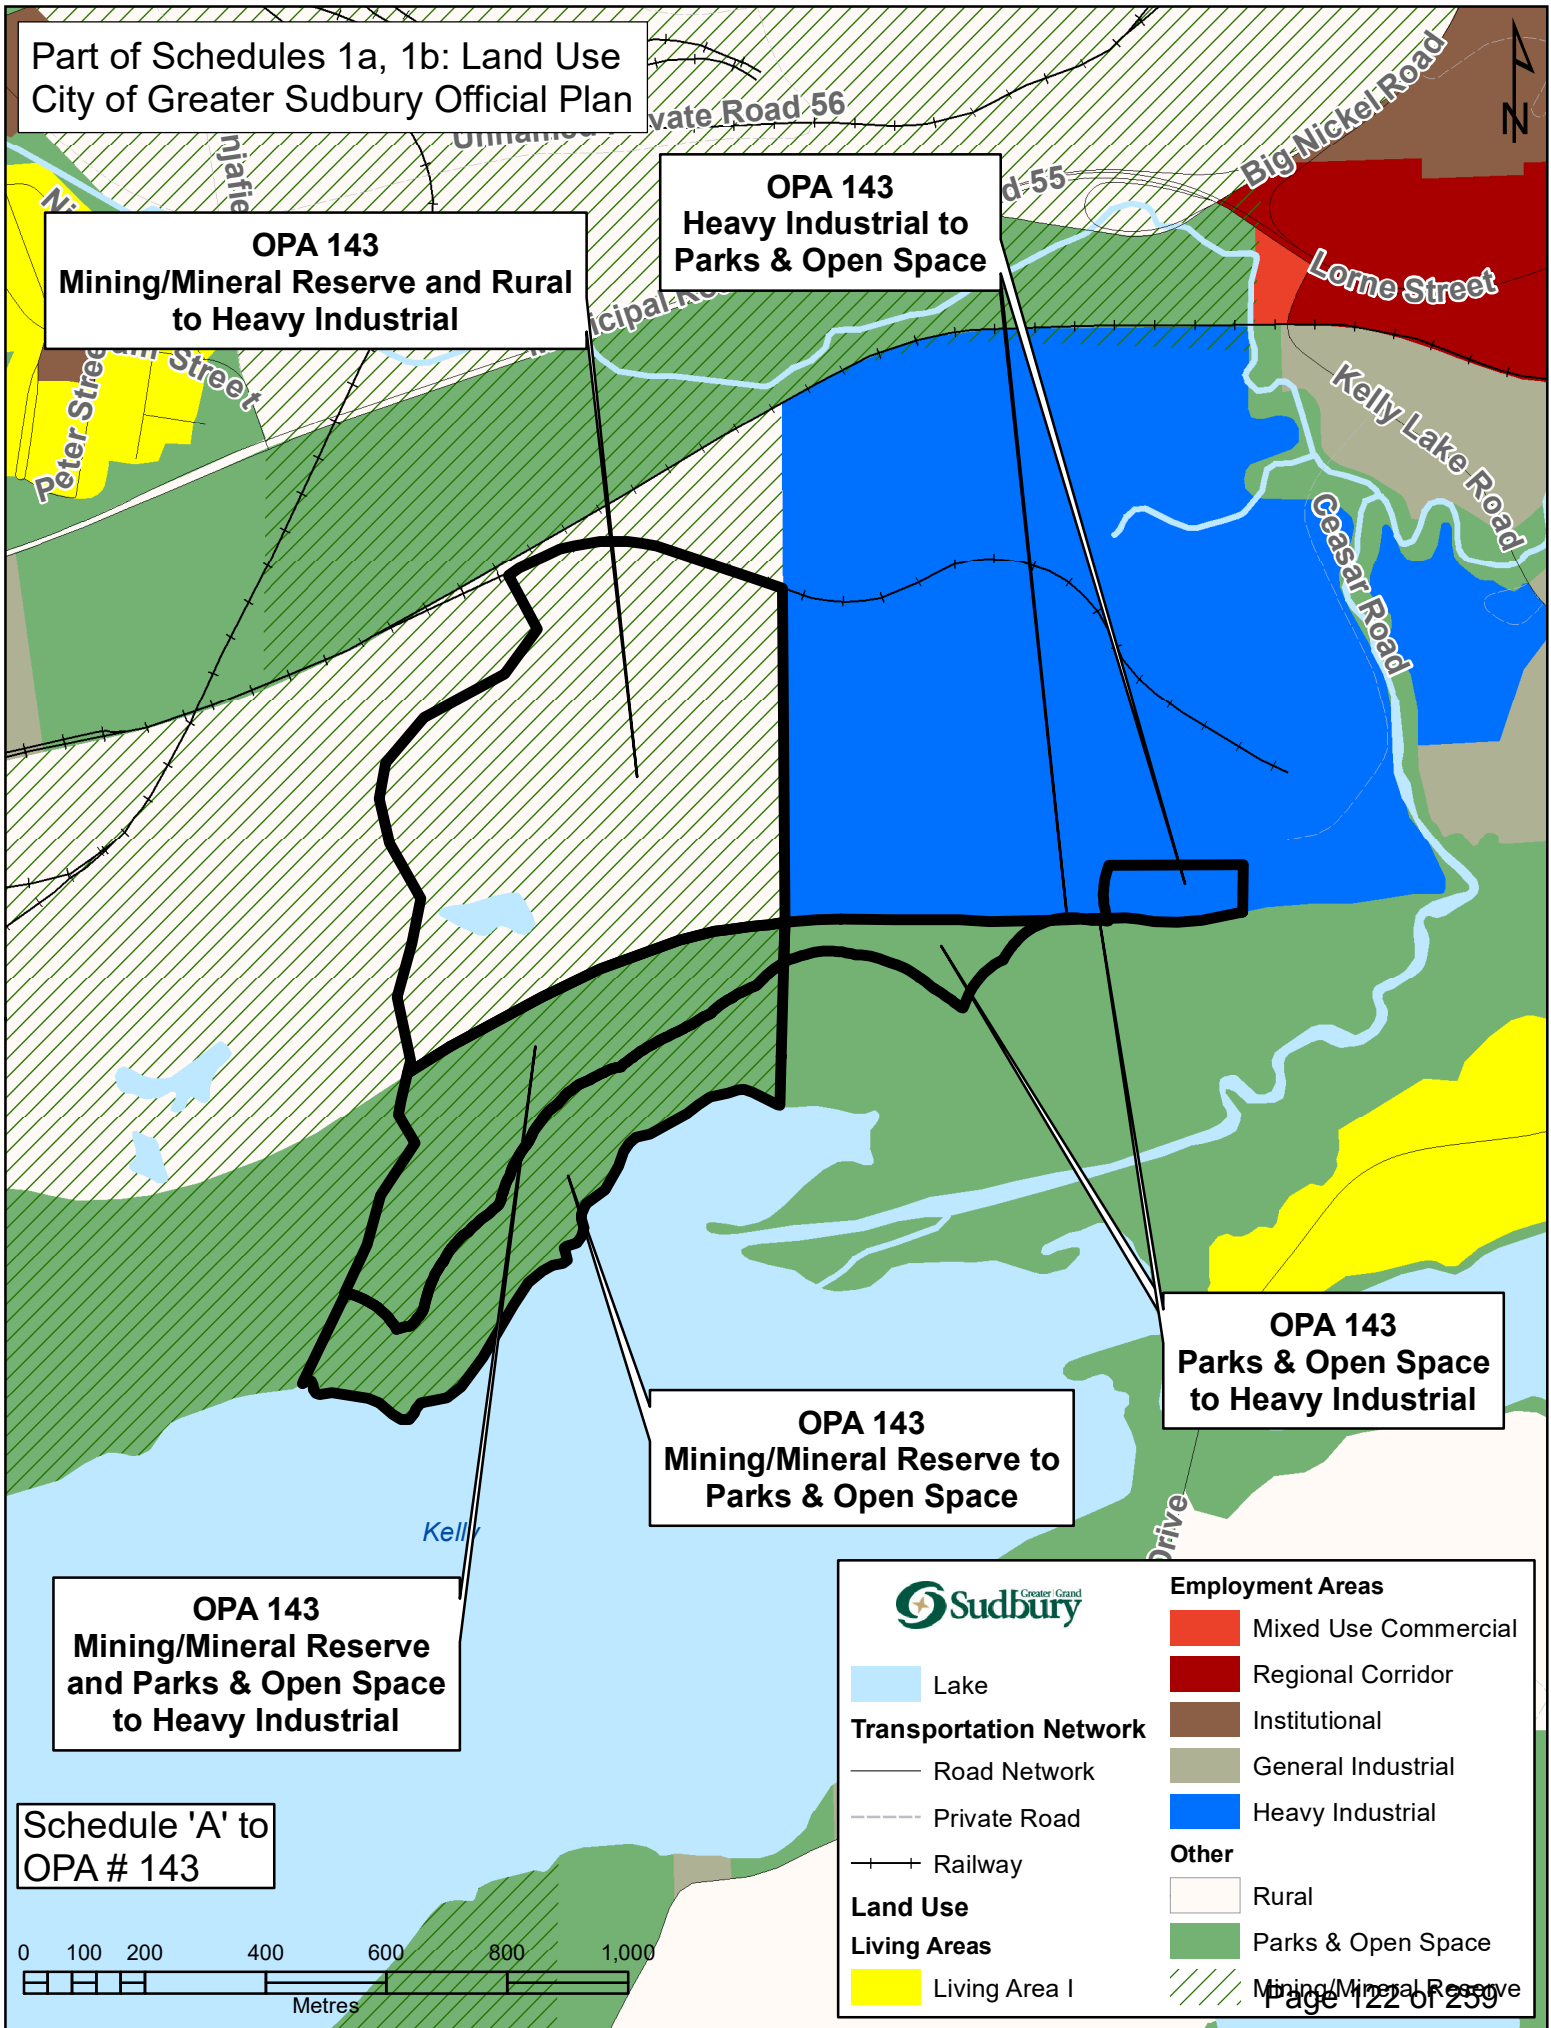 Part of Schedules 1a, 1b: Land Use
City of Greater Sudbury Official Plan
Private Road 56
Big Nickel Road
N
OPA 143
Heavy Industrial to
Parks & Open Space
d 55
OPA 143
Mining/Mineral Reserve and Rural
to Heavy Industrial
Lorne Street
Street
Peter Street
Kelly Lake Road
Ceasar Road
OPA 143
Parks & Open Space
to Heavy Industrial
OPA 143
Mining/Mineral Reserve to
Parks & Open Space
Kelly
Drive
OPA 143
Mining/Mineral Reserve
and Parks & Open Space
to Heavy Industrial
Schedule 'A' to
OPA # 143
0 100 200 400 600 800 1,000
Metres
Greater Grand
Sudbury
Lake
Transportation Network
Road Network
Private Road
Railway
Land Use
Living Areas
Living Area I
Employment Areas
Mixed Use Commercial
Regional Corridor
Institutional
General Industrial
Heavy Industrial
Other
Rural
Parks & Open Space
Mining/Mineral Reserve
Page 122 of 259